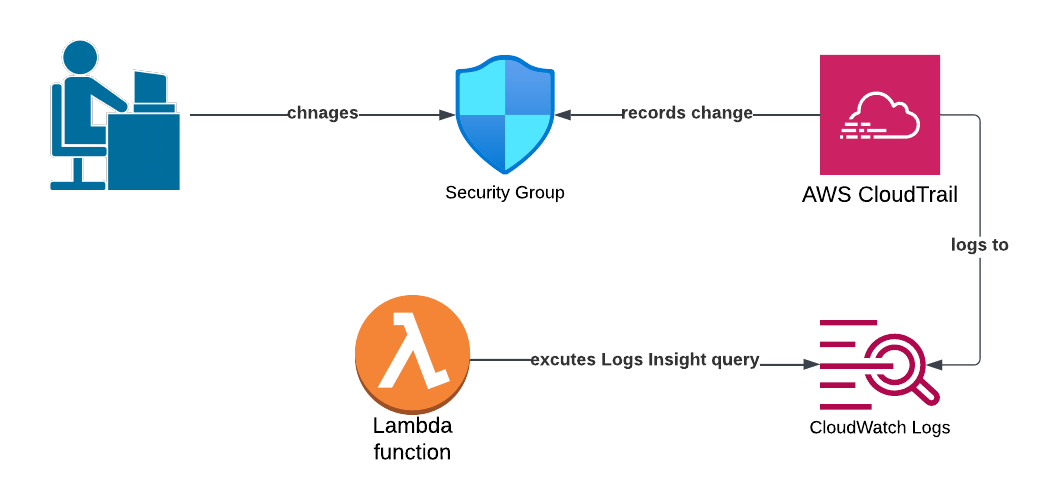 chnages
records change
Security Group
AWS CloudTrail
logs to
excutes Logs Insight query
Lambda
function
CloudWatch Logs